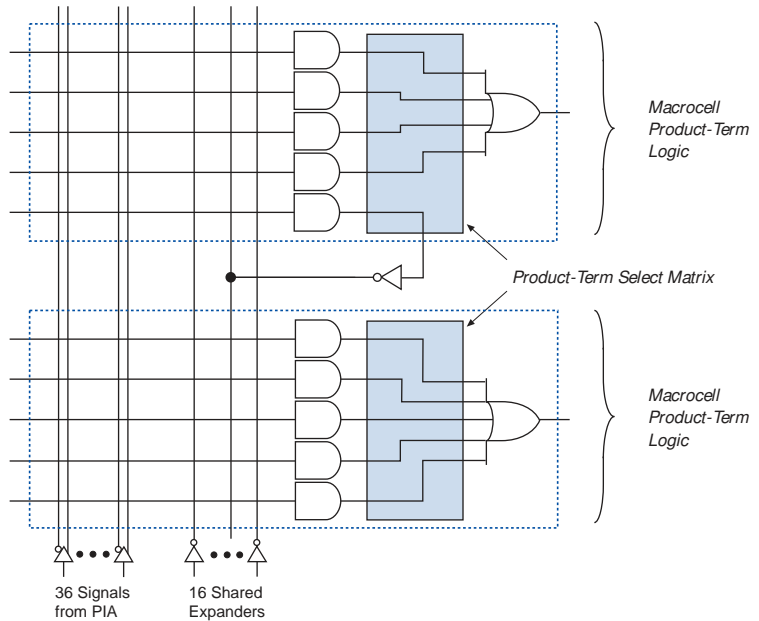 Macrocell
Product-Term
Logic
Product-Term Select Matrix
Macrocell
Product-Term
Logic
36 Signals
from PIA
16 Shared
Expanders